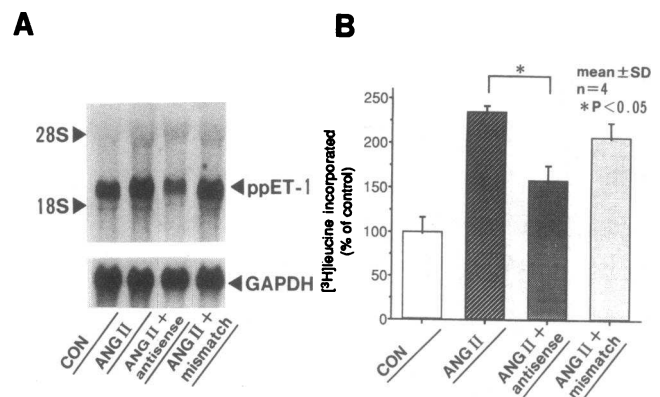 A
28S
ppET-1
18S
GAPDH
CON
ANG II
ANG II +
antisense
ANG II +
mismatch
B
mean ± SD
n=4
*P<0.05
*
[³H]leucine incorporated
(% of control)
250
200
150
100
50
0
CON
ANG II
ANG II +
antisense
ANG II +
mismatch